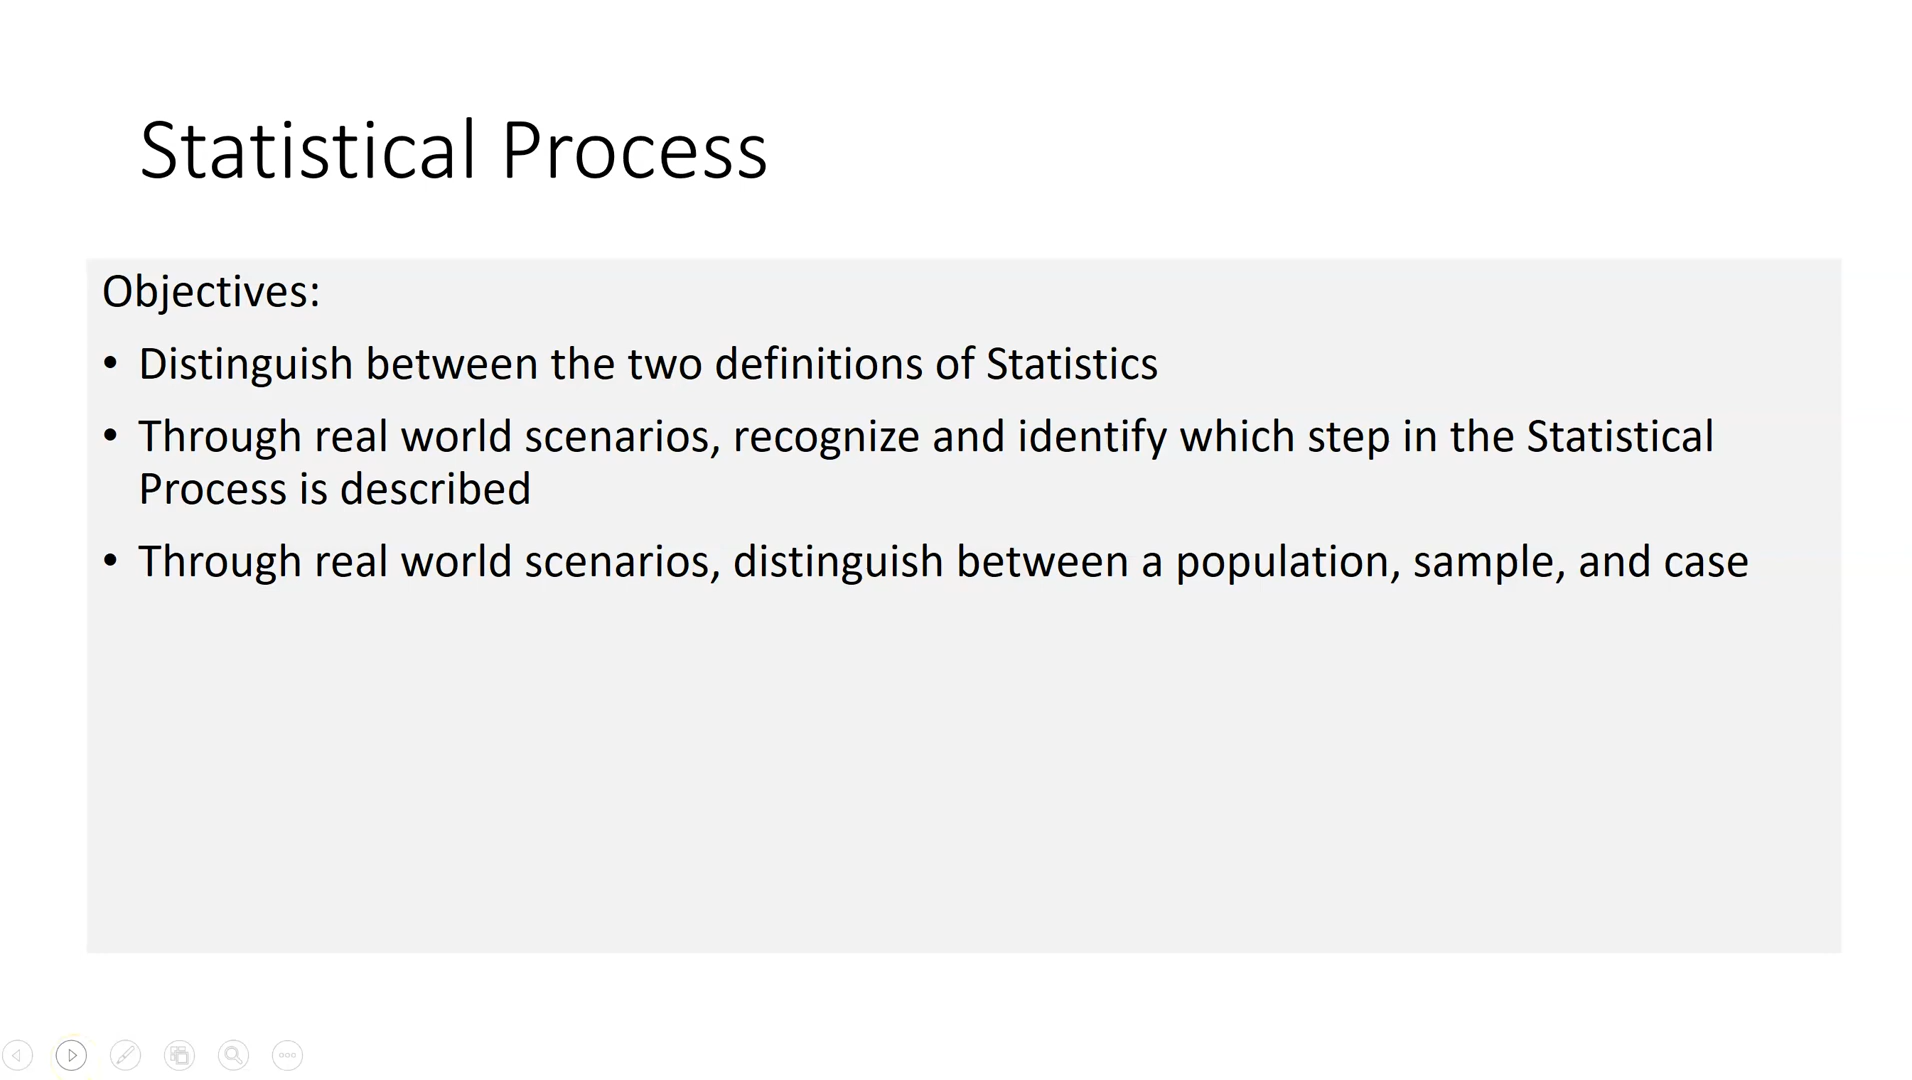 Statistical Process
Objectives:
• Distinguish between the two definitions of Statistics
• Through real world scenarios, recognize and identify which step in the Statistical
Process is described
• Through real world scenarios, distinguish between a population, sample, and case